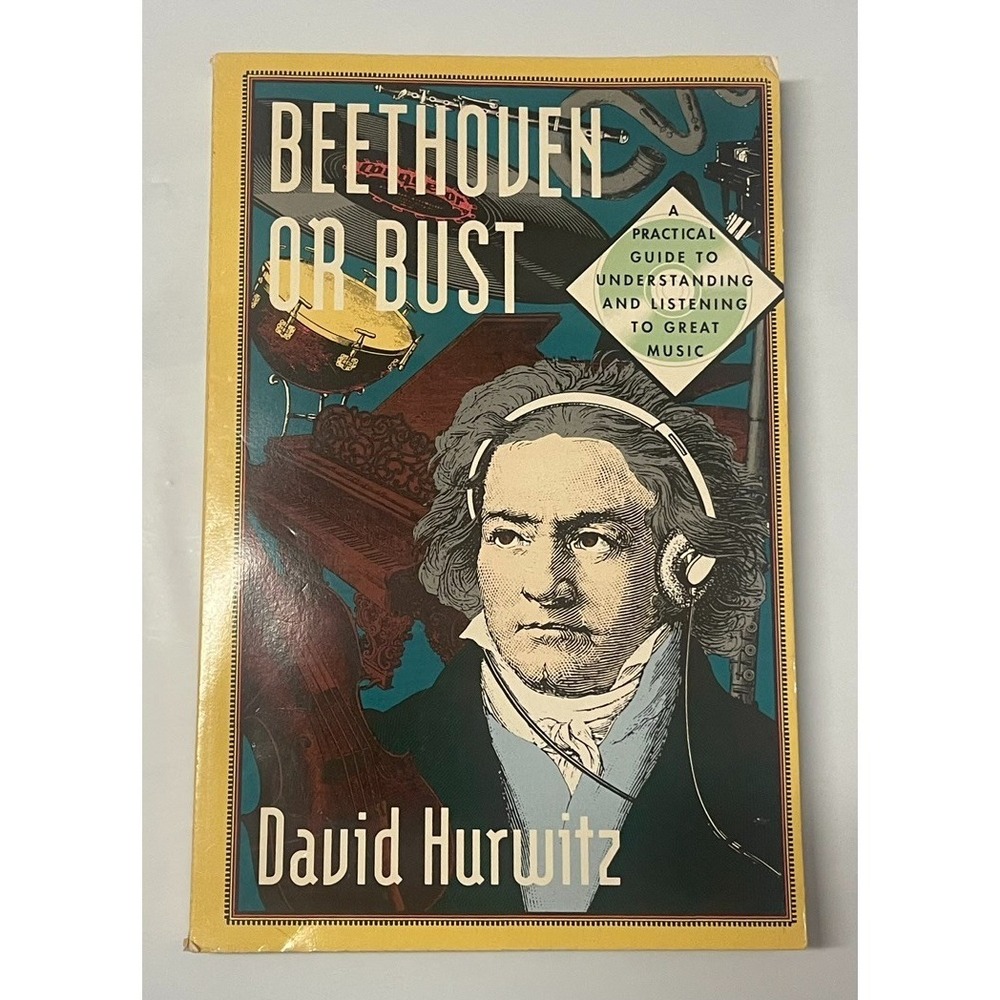 BEETHOVEN
OR BUST
A
PRACTICAL
GUIDE TO
UNDERSTANDING
AND LISTENING
TO GREAT
MUSIC
David Hurwitz